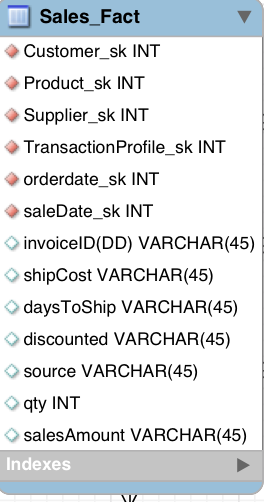 Sales_Fact
Customer_sk INT
Product_sk INT
Supplier_sk INT
TransactionProfile_sk INT
orderdate_sk INT
saleDate_sk INT
invoiceID(DD) VARCHAR(45)
shipCost VARCHAR(45)
daysToShip VARCHAR(45)
discounted VARCHAR(45)
source VARCHAR(45)
qty INT
salesAmount VARCHAR(45)
Indexes